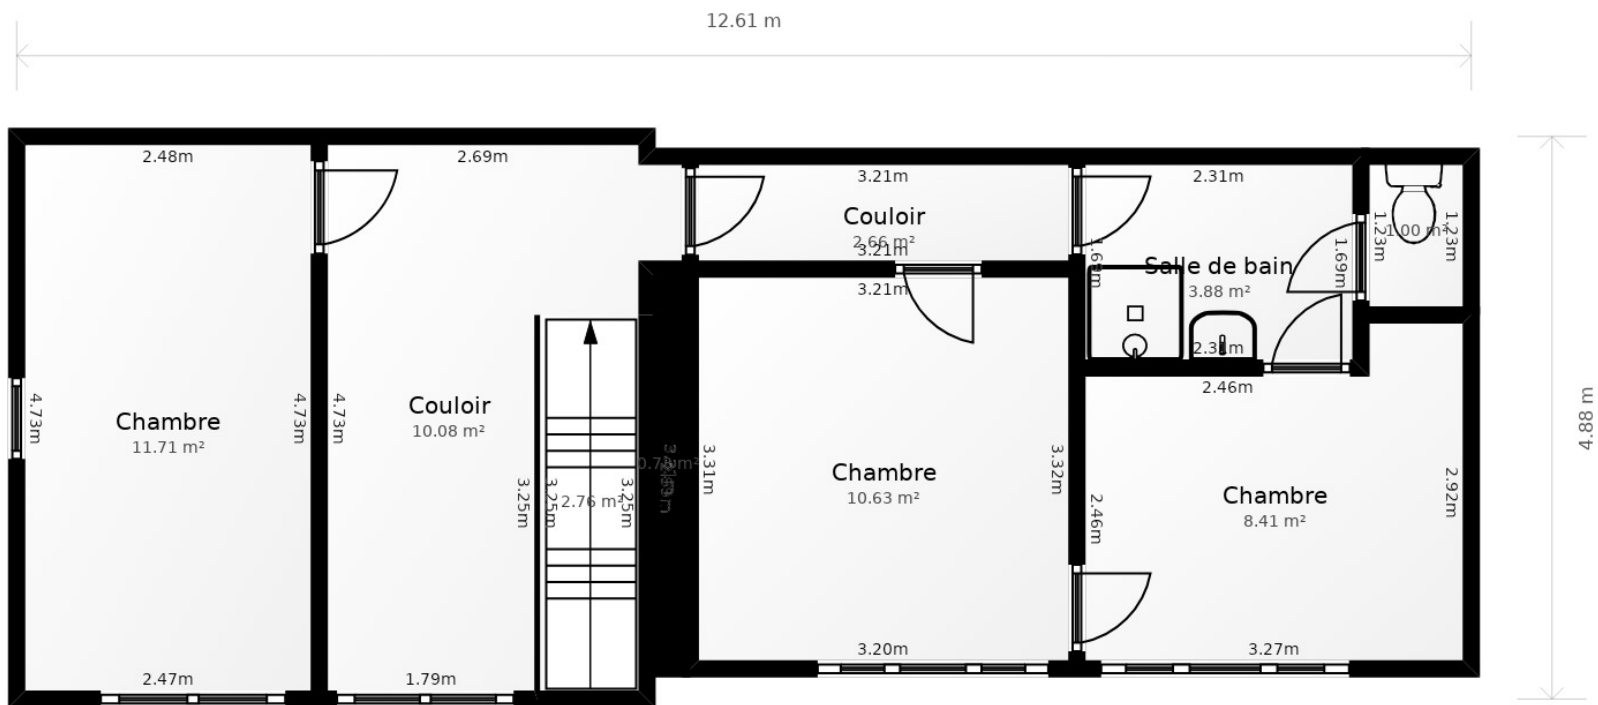 12.61 m
2.48m
2.69m
3.21m
2.31m
Couloir
2.66 m²
3.21m
1.23m
1.00 m²
1.23m
1.69m
1.69m
Salle de bain
3.88 m²
3.21m
2.31m
2.46m
4.73m
Chambre
11.71 m²
4.73m
4.73m
Couloir
10.08 m²
4.88 m
3.31m
Chambre
10.63 m²
3.32m
2.46m
Chambre
8.41 m²
2.92m
3.25m
3.25m
2.76 m²
3.25m
2.47m
1.79m
3.20m
3.27m